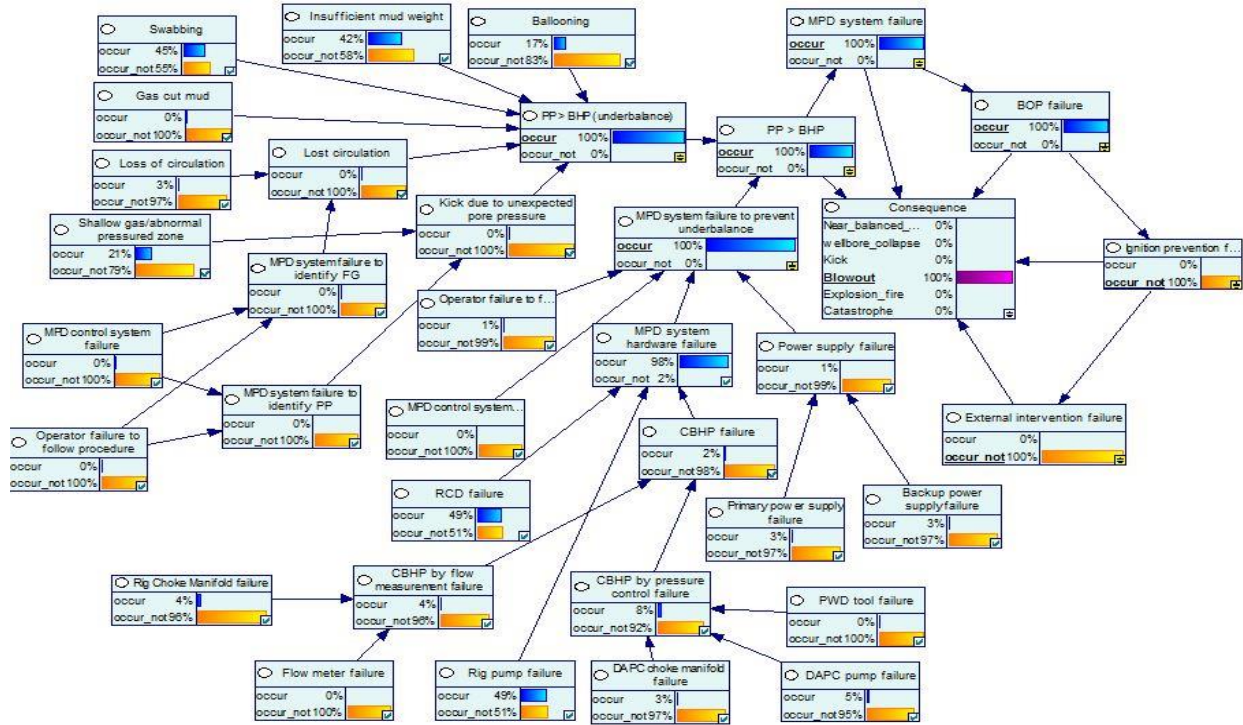 Swabbing
occur 45%
occur_not 55%
Insufficient mud weight
occur 42%
occur_not 58%
Ballooning
occur 17%
occur_not 83%
MPD system failure
occur 100%
occur_not 0%
Gas cut mud
occur 0%
occur_not 100%
PP > BHP (underbalance)
occur 100%
occur_not 0%
PP > BHP
occur 100%
occur_not 0%
BOP failure
occur 100%
occur_not 0%
Loss of circulation
occur 3%
occur_not 97%
Lost circulation
occur 0%
occur_not 100%
Kick due to unexpected
pore pressure
occur 0%
occur_not 100%
MPD system failure to prevent
underbalance
occur 100%
occur_not 0%
Consequence
Near_balanced_... 0%
wellbore_collapse 0%
Kick 0%
Blowout 100%
Explosion_fire 0%
Catastrophe 0%
Shallow gas/abnormal
pressured zone
occur 21%
occur_not 79%
MPD system failure to
identify FG
occur 0%
occur_not 100%
Ignition prevention f...
occur 0%
occur_not 100%
Operator failure to f...
occur 1%
occur_not 99%
MPD control system
failure
occur 0%
occur_not 100%
MPD system
hardware failure
occur 98%
occur_not 2%
Power supply failure
occur 1%
occur_not 99%
MPD system failure to
identify PP
occur 0%
occur_not 100%
MPD control system...
occur 0%
occur_not 100%
CBHP failure
occur 2%
occur_not 98%
External intervention failure
occur 0%
occur_not 100%
Operator failure to
follow procedure
occur 0%
occur_not 100%
RCD failure
occur 49%
occur_not 51%
Primary power supply
failure
occur 3%
occur_not 97%
Backup power
supply failure
occur 3%
occur_not 97%
Rig Choke Manifold failure
occur 4%
occur_not 96%
CBHP by flow
measurement failure
occur 4%
occur_not 96%
CBHP by pressure
control failure
occur 8%
occur_not 92%
PWD tool failure
occur 0%
occur_not 100%
Flow meter failure
occur 0%
occur_not 100%
Rig pump failure
occur 49%
occur_not 51%
DAPC choke manifold
failure
occur 3%
occur_not 97%
DAPC pump failure
occur 5%
occur_not 95%